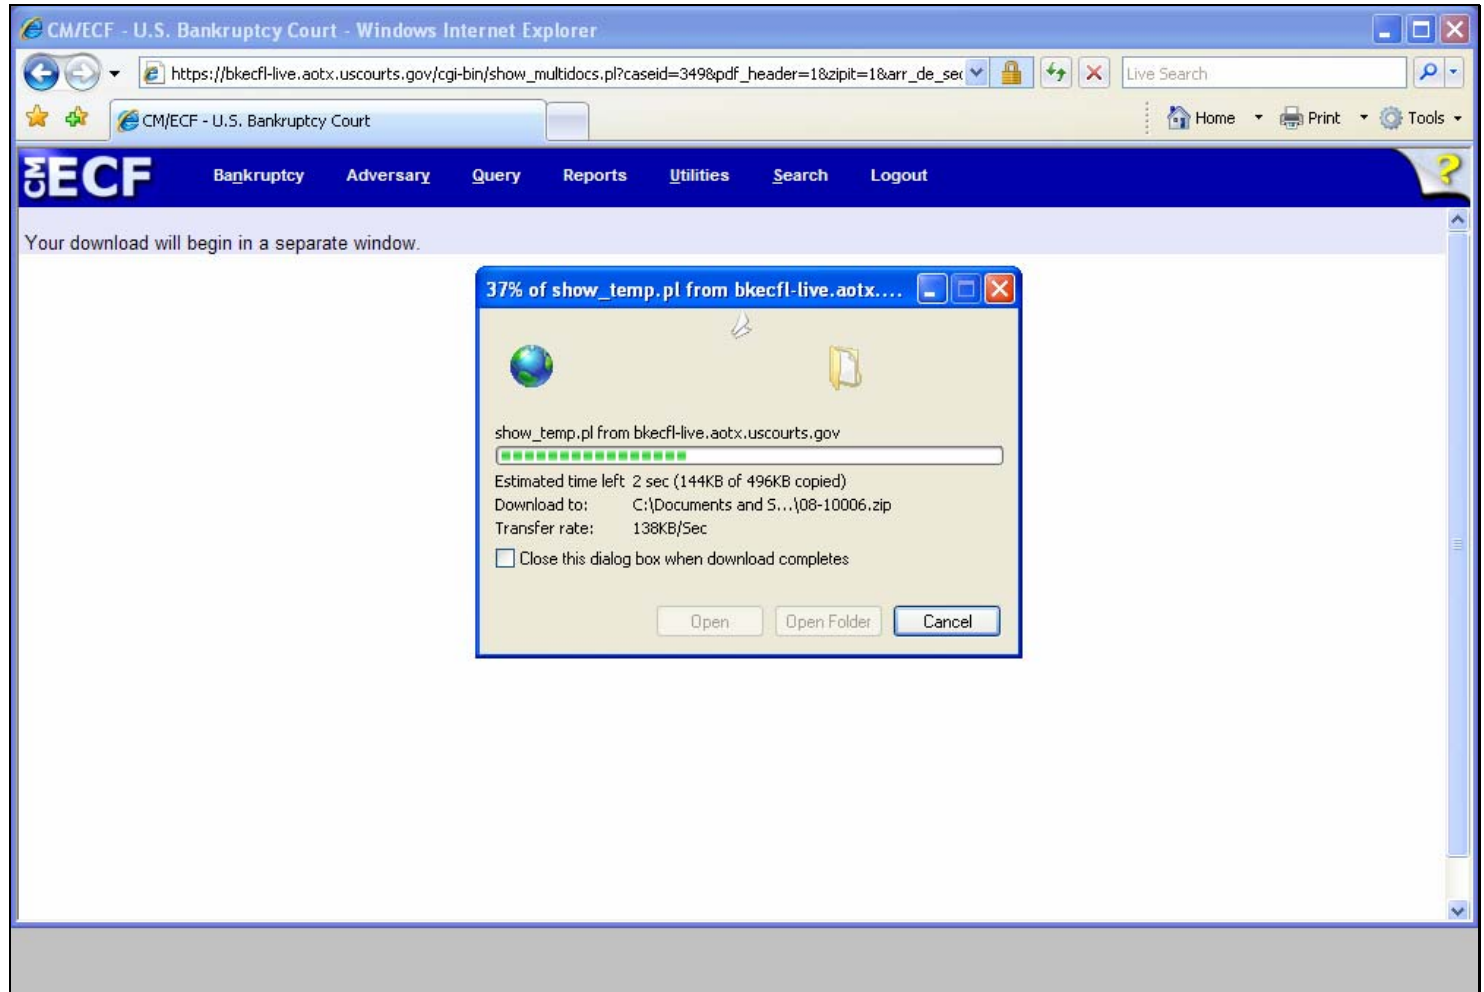 CM/ECF - U.S. Bankruptcy Court - Windows Internet Explorer
https://bkecfl-live.aotx.uscourts.gov/cgi-bin/show_multidocs.pl?caseid=349&pdf_header=1&zipit=1&arr_de_sec
Live Search
CM/ECF - U.S. Bankruptcy Court
Home
Print
Tools
CM ECF
Bankruptcy
Adversary
Query
Reports
Utilities
Search
Logout
?
Your download will begin in a separate window.
37% of show_temp.pl from bkecfl-live.aotx....
show_temp.pl from bkecfl-live.aotx.uscourts.gov
Estimated time left 2 sec (144KB of 496KB copied)
Download to: C:\Documents and S...\08-10006.zip
Transfer rate: 138KB/Sec
Close this dialog box when download completes
Open
Open Folder
Cancel